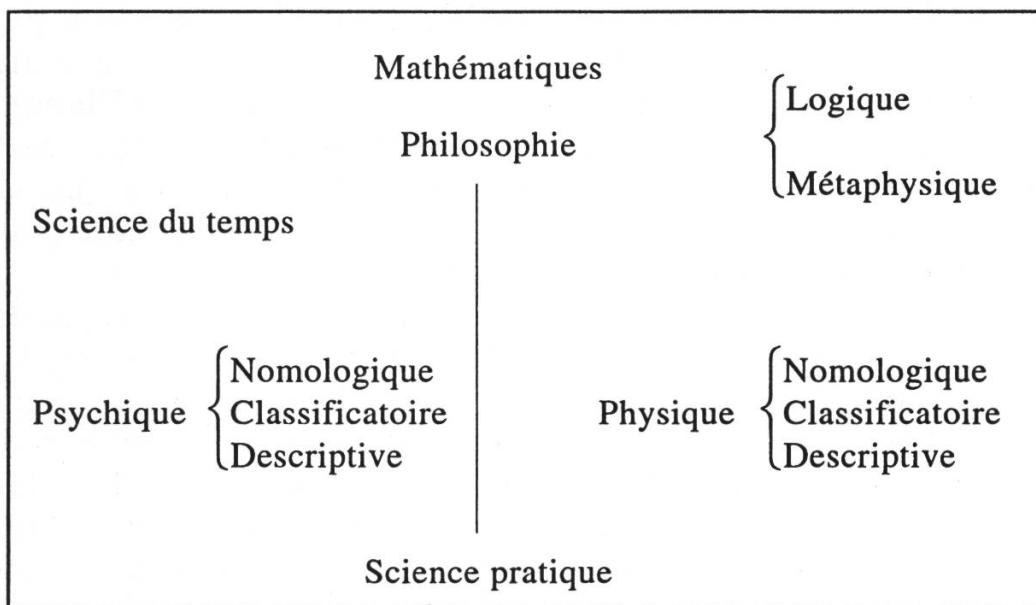 Mathématiques
Logique
Philosophie
Métaphysique
Science du temps
Nomologique
Nomologique
Psychique Classificatoire
Physique Classificatoire
Descriptive
Descriptive
Science pratique